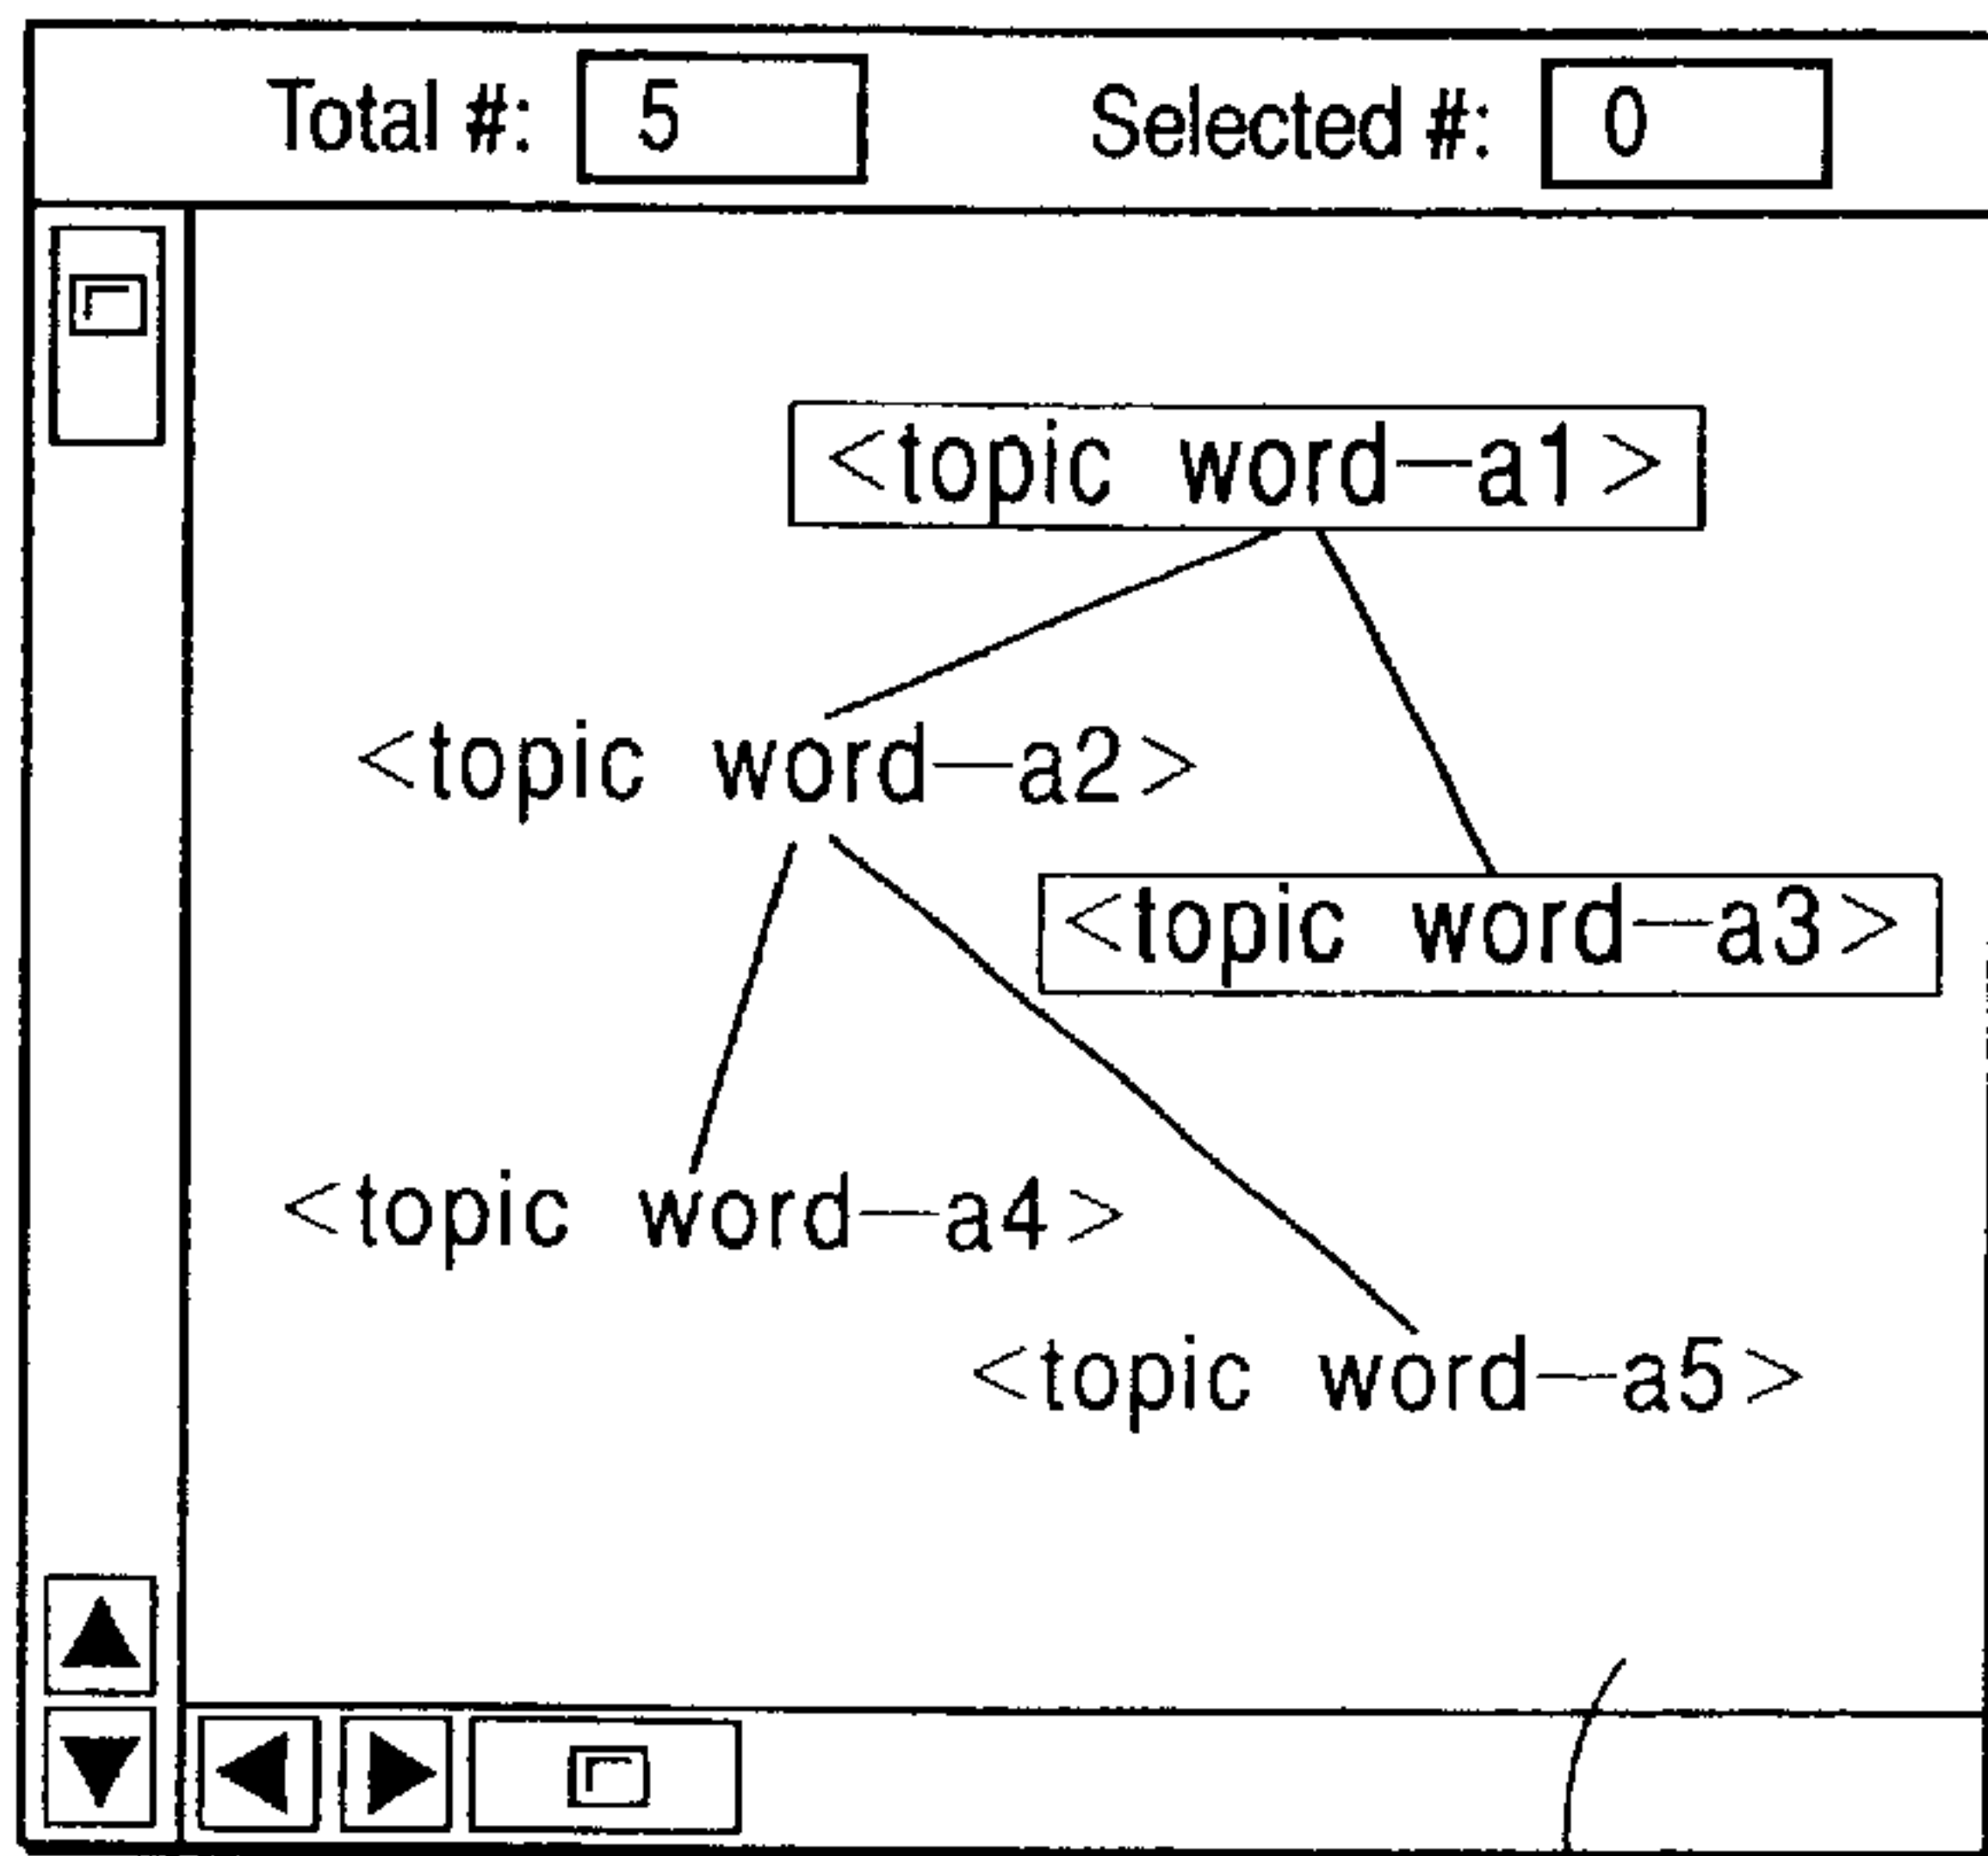 Total #: 5 Selected #: 0
<topic word—a1>
<topic word—a2>
<topic word—a3>
<topic word—a4>
<topic word—a5>